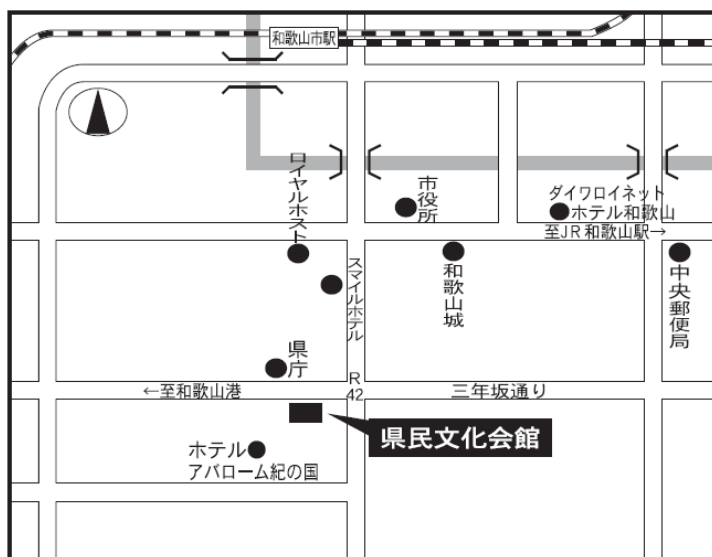 和歌山市駅
ロイヤルホスト
市役所
ダイワロイネット
ホテル和歌山
至JR和歌山駅→
スマイルホテル
和歌山城
中央郵便局
県庁
R
42
←至和歌山港
三年坂通り
県民文化会館
ホテル
アバローム紀の国